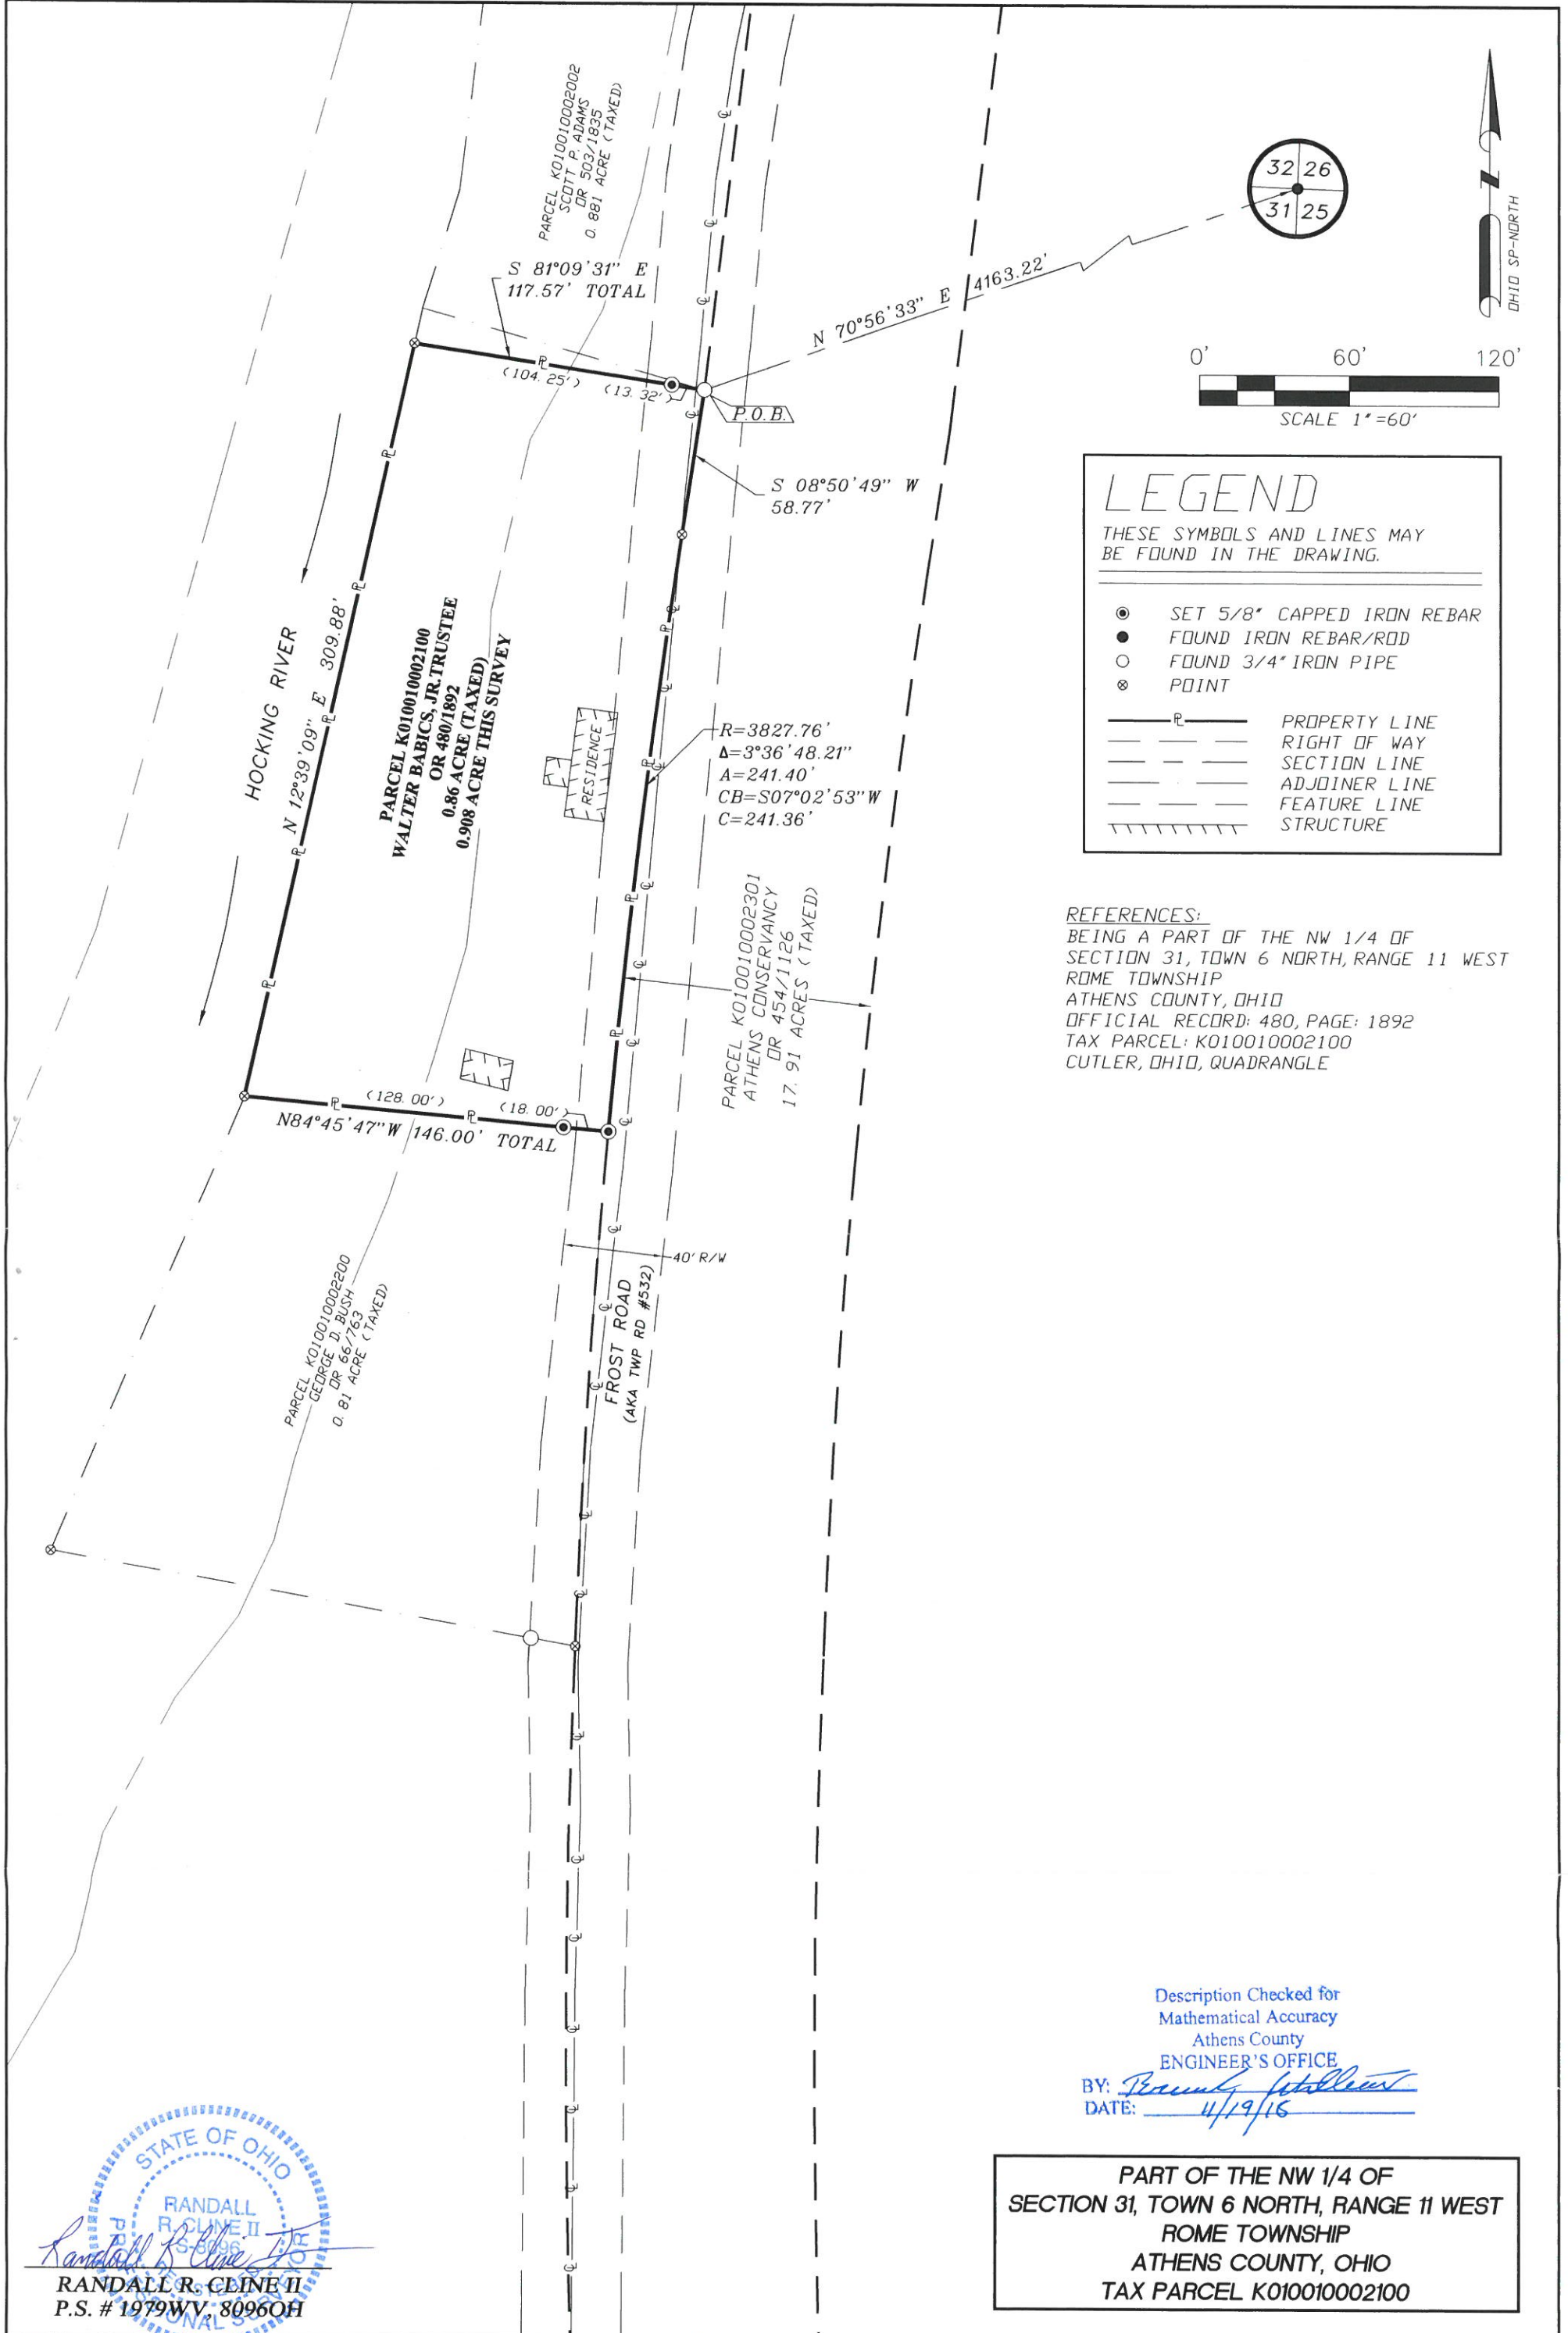 PARCEL K010010002002
SCOTT P. ADAMS
OR 503/1835
0.881 ACRE (TAXED)
32 26
31 25
OHIO SP-NORTH
S 81°09'31" E
117.57' TOTAL
N 70°56'33" E 4163.22'
(104.25')
(13.32')
P.O.B.
0' 60' 120'
SCALE 1"=60'
S 08°50'49" W
58.77'
LEGEND
THESE SYMBOLS AND LINES MAY
BE FOUND IN THE DRAWING.
SET 5/8" CAPPED IRON REBAR
FOUND IRON REBAR/ROD
FOUND 3/4" IRON PIPE
POINT
PROPERTY LINE
RIGHT OF WAY
SECTION LINE
ADJOINER LINE
FEATURE LINE
STRUCTURE
HOCKING RIVER
N 12°39'09" E 309.88'
PARCEL K010010002100
WALTER BABICS, JR.TRUSTEE
OR 480/1892
0.86 ACRE (TAXED)
0.908 ACRE THIS SURVEY
RESIDENCE
R=3827.76'
Δ=3°36'48.21"
A=241.40'
CB=S07°02'53"W
C=241.36'
PARCEL K010010002301
ATHENS CONSERVANCY
OR 454/1126
17.91 ACRES (TAXED)
REFERENCES:
BEING A PART OF THE NW 1/4 OF
SECTION 31, TOWN 6 NORTH, RANGE 11 WEST
ROME TOWNSHIP
ATHENS COUNTY, OHIO
OFFICIAL RECORD: 480, PAGE: 1892
TAX PARCEL: K010010002100
CUTLER, OHIO, QUADRANGLE
(128.00')
(18.00')
N84°45'47"W 146.00' TOTAL
40' R/W
FROST ROAD
(AKA TWP RD #532)
PARCEL K010010002200
GEORGE D. BUSH
OR 66/763
0.81 ACRE (TAXED)
Description Checked for
Mathematical Accuracy
Athens County
ENGINEER'S OFFICE
BY:
DATE: 4/19/16
STATE OF OHIO
RANDALL
R. CLINE II
S-8096
REGISTERED
PROFESSIONAL SURVEYOR
Randall R Cline II
RANDALL R. CLINE II
P.S. # 1979WV, 8096OH
PART OF THE NW 1/4 OF
SECTION 31, TOWN 6 NORTH, RANGE 11 WEST
ROME TOWNSHIP
ATHENS COUNTY, OHIO
TAX PARCEL K010010002100